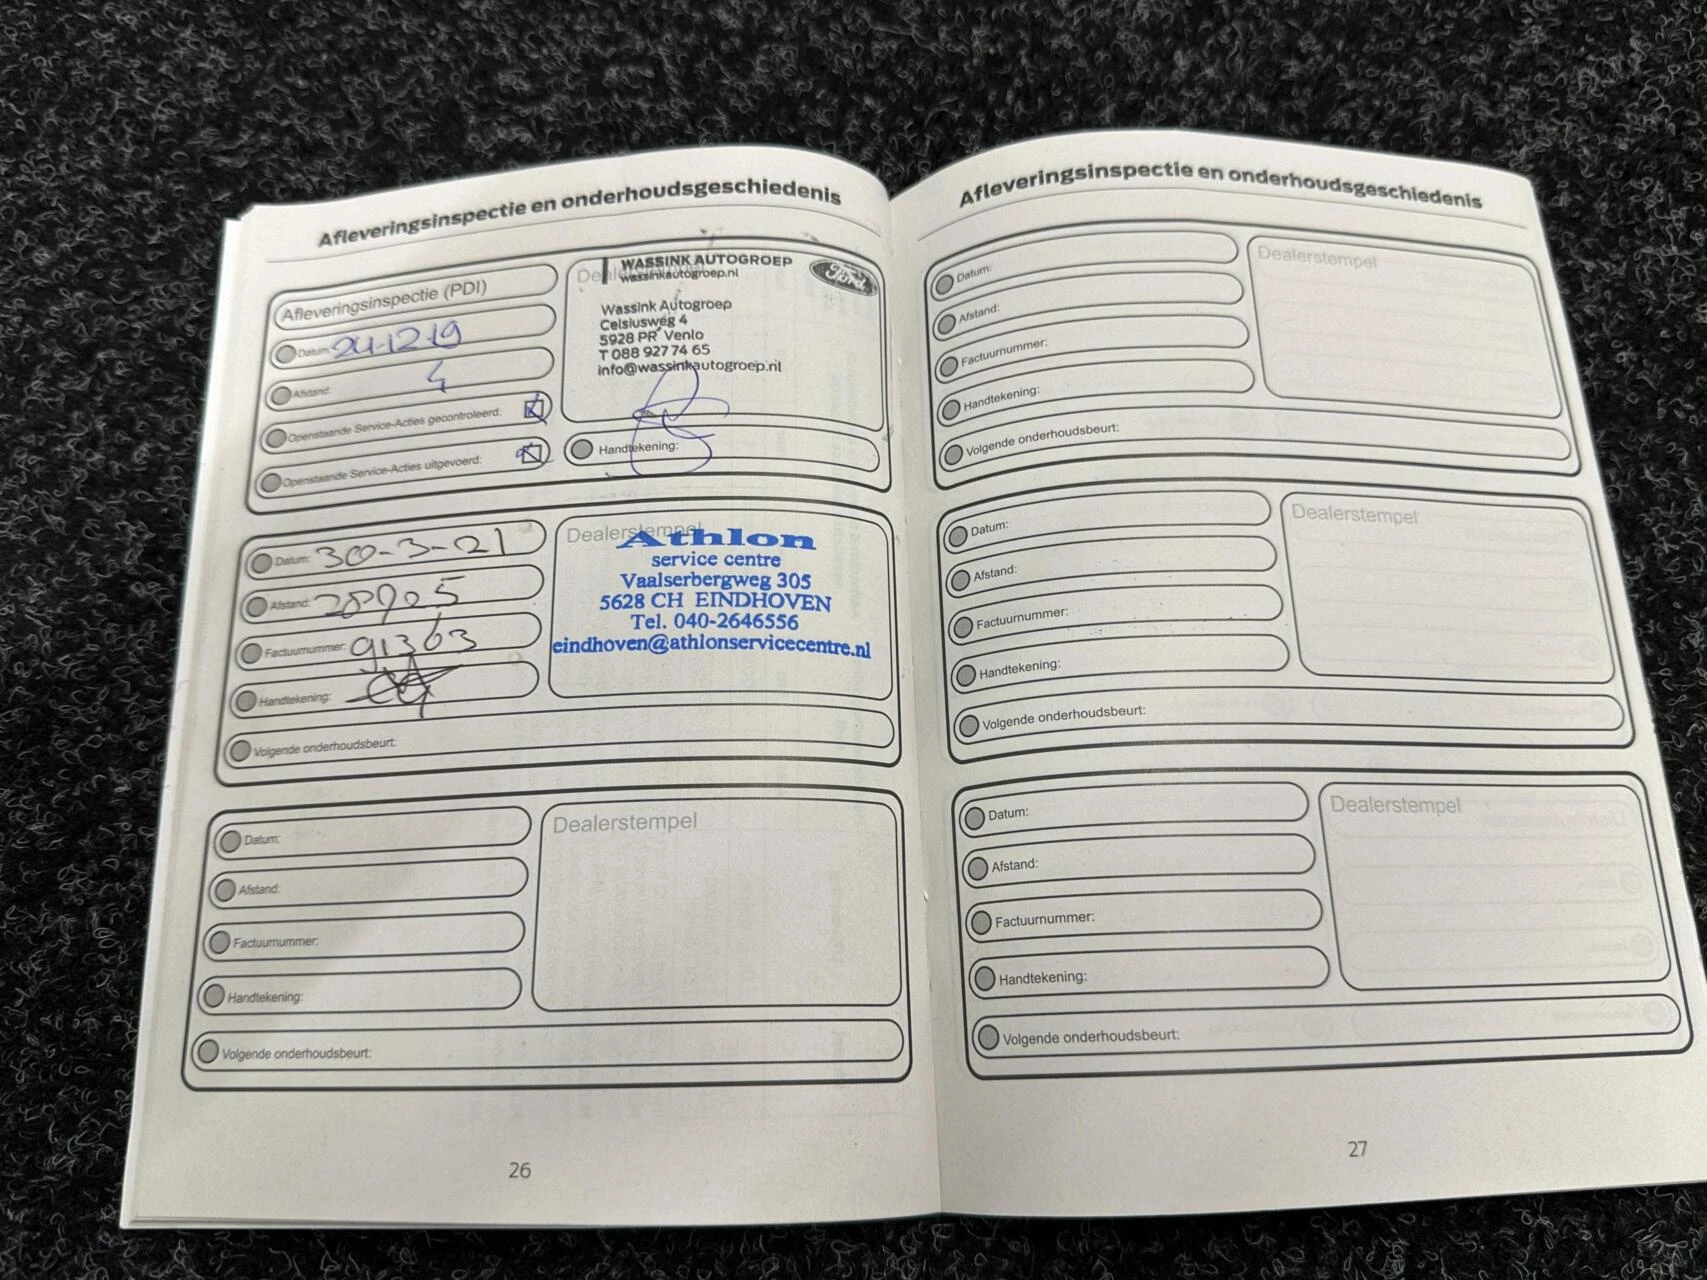 Afleveringsinspectie en onderhoudsgeschiedenis
Afleveringsinspectie (PDI)
Datum: 24-12-19
Afstand: 4
Openstaande Service-Acties gecontroleerd:
Openstaande Service-Acties uitgevoerd:
Dealerstempel
WASSINK AUTOGROEP
wassinkautogroep.nl
Ford
Wassink Autogroep
Celsiusweg 4
5928 PR Venlo
T 088 927 74 65
info@wassinkautogroep.nl
Handtekening:
Datum: 30-3-21
Afstand: 28905
Factuurnummer: 91363
Handtekening:
Volgende onderhoudsbeurt:
Dealerstempel
Athlon
service centre
Vaalserbergweg 305
5628 CH EINDHOVEN
Tel. 040-2646556
eindhoven@athlonservicecentre.nl
Datum:
Afstand:
Factuurnummer:
Handtekening:
Volgende onderhoudsbeurt:
Dealerstempel
26
Afleveringsinspectie en onderhoudsgeschiedenis
Datum:
Afstand:
Factuurnummer:
Handtekening:
Volgende onderhoudsbeurt:
Dealerstempel
Datum:
Afstand:
Factuurnummer:
Handtekening:
Volgende onderhoudsbeurt:
Dealerstempel
Datum:
Afstand:
Factuurnummer:
Handtekening:
Volgende onderhoudsbeurt:
Dealerstempel
27